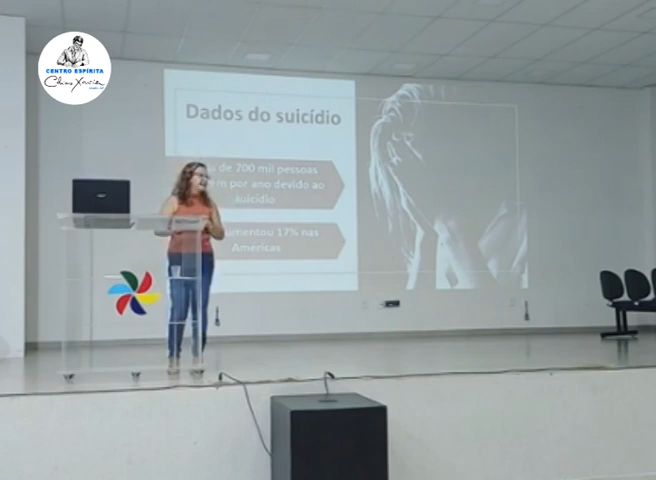 CENTRO ESPÍRITA
Chico Xavier
Dados do suicídio
de 700 mil pessoas
por ano devido ao
suicídio
aumentou 17% nas
Américas